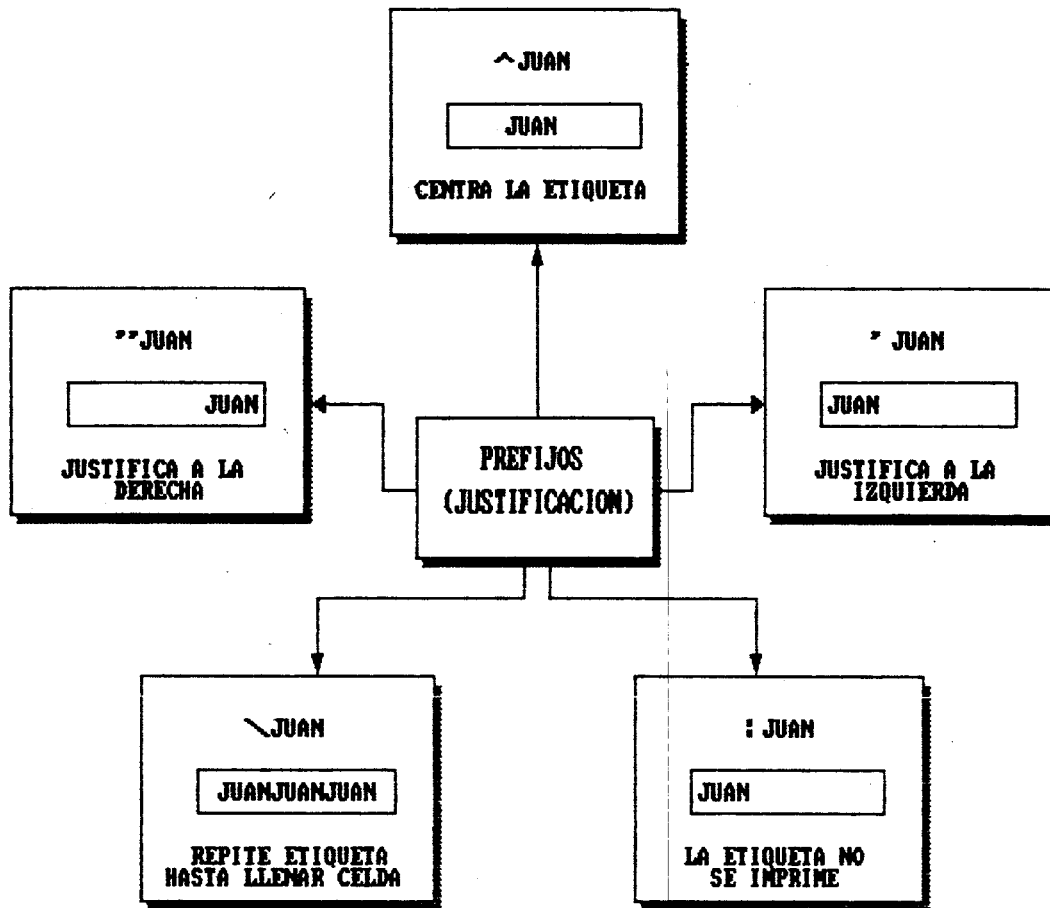 ^JUAN
JUAN
CENTRA LA ETIQUETA
""JUAN
JUAN
JUSTIFICA A LA
DERECHA
" JUAN
JUAN
JUSTIFICA A LA
IZQUIERDA
PREFIJOS
(JUSTIFICACION)
\JUAN
JUANJUANJUAN
REPITE ETIQUETA
HASTA LLENAR CELDA
¦ JUAN
JUAN
LA ETIQUETA NO
SE IMPRIME